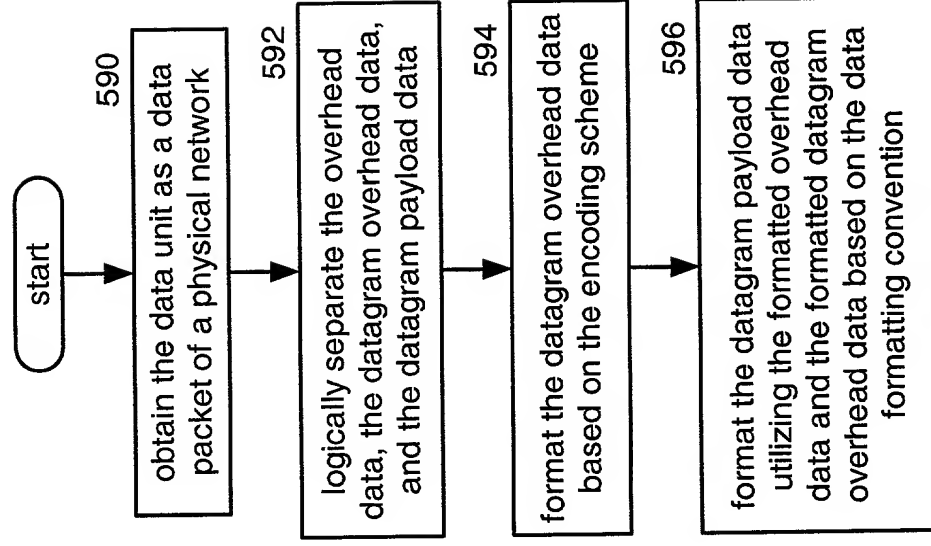 start
590
obtain the data unit as a data
packet of a physical network
592
logically separate the overhead
data, the datagram overhead data,
and the datagram payload data
594
format the datagram overhead data
based on the encoding scheme
596
format the datagram payload data
utilizing the formatted overhead
data and the formatted datagram
overhead data based on the data
formatting convention